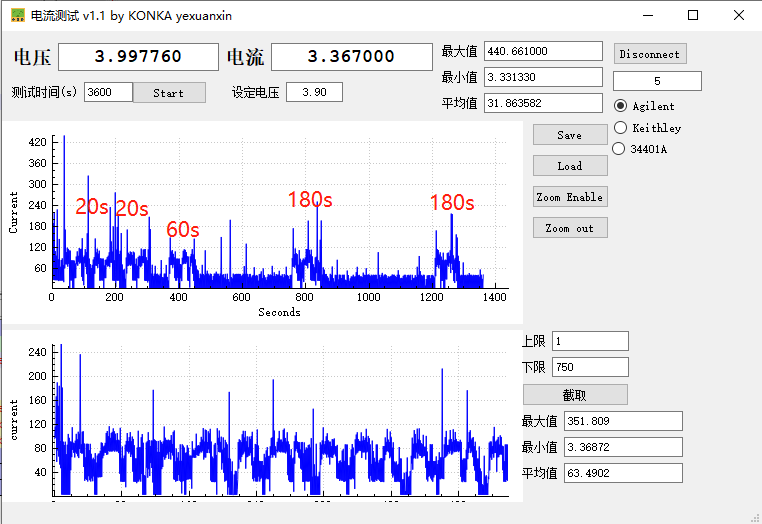 电流测试 v1.1 by KONKA yexuanxin
电压 3.997760 电流 3.367000
最大值 440.661000
最小值 3.331330
平均值 31.863582
Disconnect
5
测试时间(s) 3600 Start 设定电压 3.90
Agilent
Keithley
34401A
Save
Load
Zoom Enable
Zoom out
Current
420
360
300
240
180
120
60
20s 20s 60s 180s 180s
0 200 400 600 800 1000 1200 1400
Seconds
current
240
200
160
120
80
40
上限 1
下限 750
截取
最大值 351.809
最小值 3.36872
平均值 63.4902